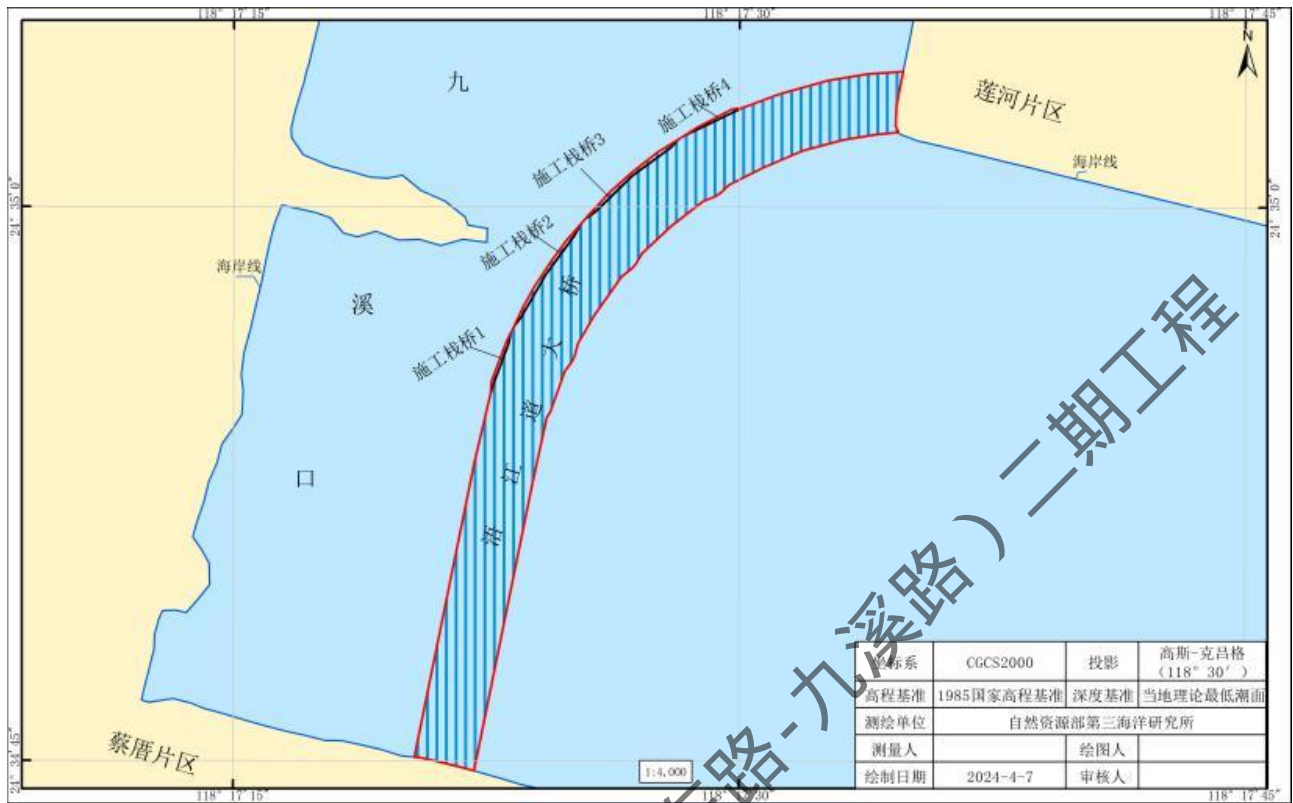 118° 17′15″
118° 17′30″
118° 17′45″
N
九
莲河片区
施工栈桥4
海岸线
施工栈桥3
24° 35′0″
24° 35′0″
施工栈桥2
海岸线
溪
施工栈桥1
口
浯江道大桥
路-九溪路）二期工程
坐标系 CGCS2000 投影 高斯-克吕格
（118° 30′ ）
高程基准 1985国家高程基准 深度基准 当地理论最低潮面
测绘单位 自然资源部第三海洋研究所
测量人 绘图人
绘制日期 2024-4-7 审核人
蔡厝片区
1:4,000
24° 34′45″
24° 34′45″
118° 17′15″
118° 17′30″
118° 17′45″